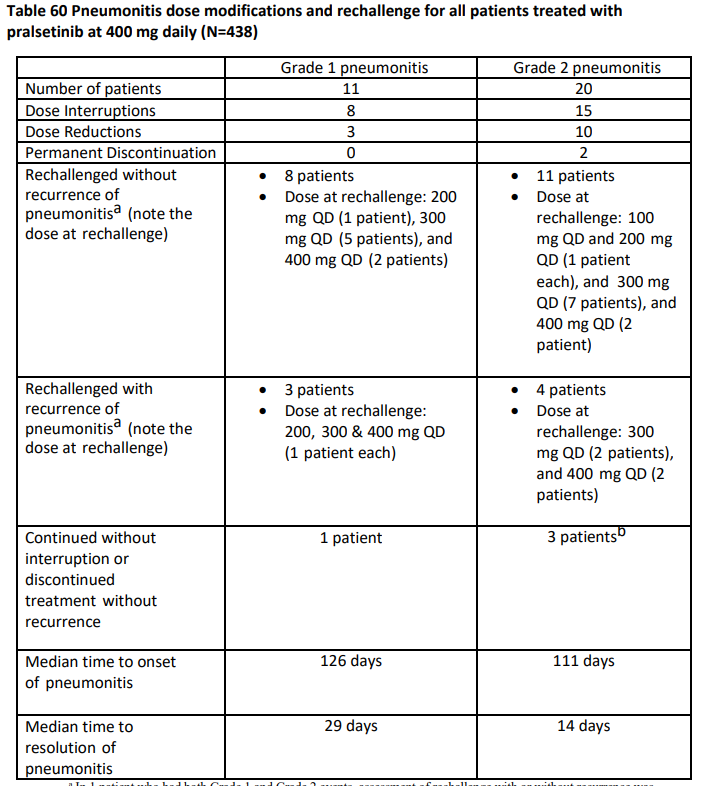 Table 60 Pneumonitis dose modifications and rechallenge for all patients treated with
pralsetinib at 400 mg daily (N=438)
Grade 1 pneumonitis Grade 2 pneumonitis
Number of patients 11 20
Dose Interruptions 8 15
Dose Reductions 3 10
Permanent Discontinuation 0 2
Rechallenged without
recurrence of
pneumonitisa (note the
dose at rechallenge)
• 8 patients
• Dose at rechallenge: 200
mg QD (1 patient), 300
mg QD (5 patients), and
400 mg QD (2 patients)
• 11 patients
• Dose at
rechallenge: 100
mg QD and 200 mg
QD (1 patient
each), and 300 mg
QD (7 patients), and
400 mg QD (2
patient)
Rechallenged with
recurrence of
pneumonitisa (note the
dose at rechallenge)
• 3 patients
• Dose at rechallenge:
200, 300 & 400 mg QD
(1 patient each)
• 4 patients
• Dose at
rechallenge: 300
mg QD (2 patients),
and 400 mg QD (2
patients)
Continued without
interruption or
discontinued
treatment without
recurrence
1 patient
3 patientsb
Median time to onset
of pneumonitis
126 days
111 days
Median time to
resolution of
pneumonitis
29 days
14 days